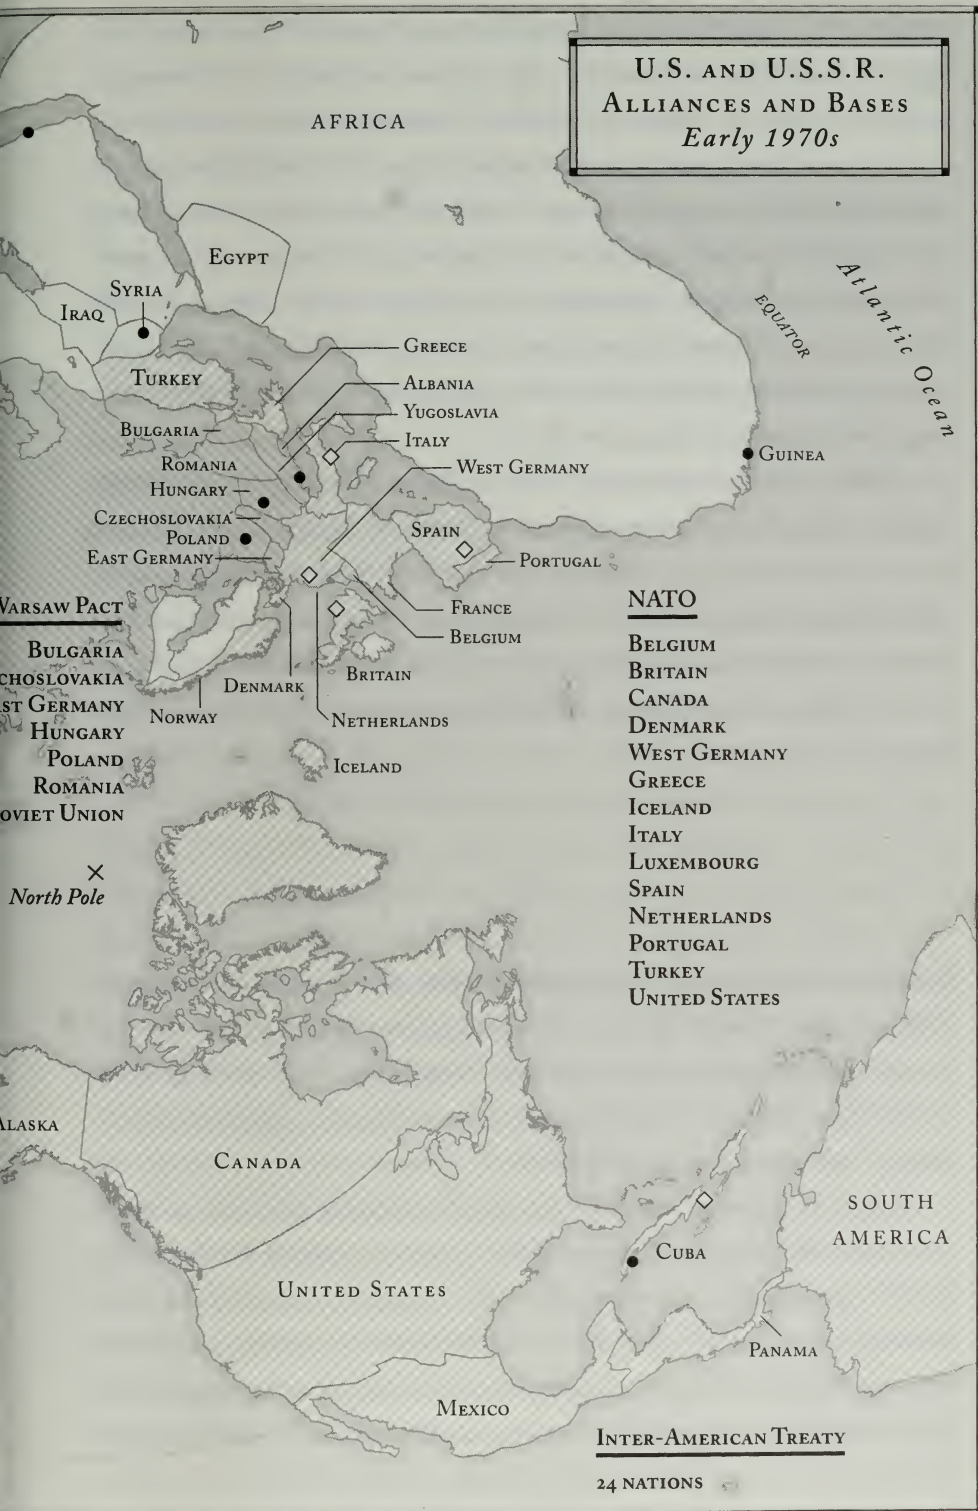 U.S. AND U.S.S.R.
ALLIANCES AND BASES
Early 1970s
AFRICA
EGYPT
SYRIA
IRAQ
TURKEY
EQUATOR
Atlantic Ocean
GREECE
ALBANIA
YUGOSLAVIA
ITALY
WEST GERMANY
BULGARIA
ROMANIA
HUNGARY
CZECHOSLOVAKIA
POLAND
EAST GERMANY
SPAIN
PORTUGAL
GUINEA
FRANCE
BELGIUM
BRITAIN
DENMARK
NORWAY
NETHERLANDS
ICELAND
WARSAW PACT
BULGARIA
CHOSLOVAKIA
ST GERMANY
HUNGARY
POLAND
ROMANIA
OVIET UNION
North Pole
NATO
BELGIUM
BRITAIN
CANADA
DENMARK
WEST GERMANY
GREECE
ICELAND
ITALY
LUXEMBOURG
SPAIN
NETHERLANDS
PORTUGAL
TURKEY
UNITED STATES
ALASKA
CANADA
UNITED STATES
MEXICO
CUBA
PANAMA
SOUTH
AMERICA
INTER-AMERICAN TREATY
24 NATIONS